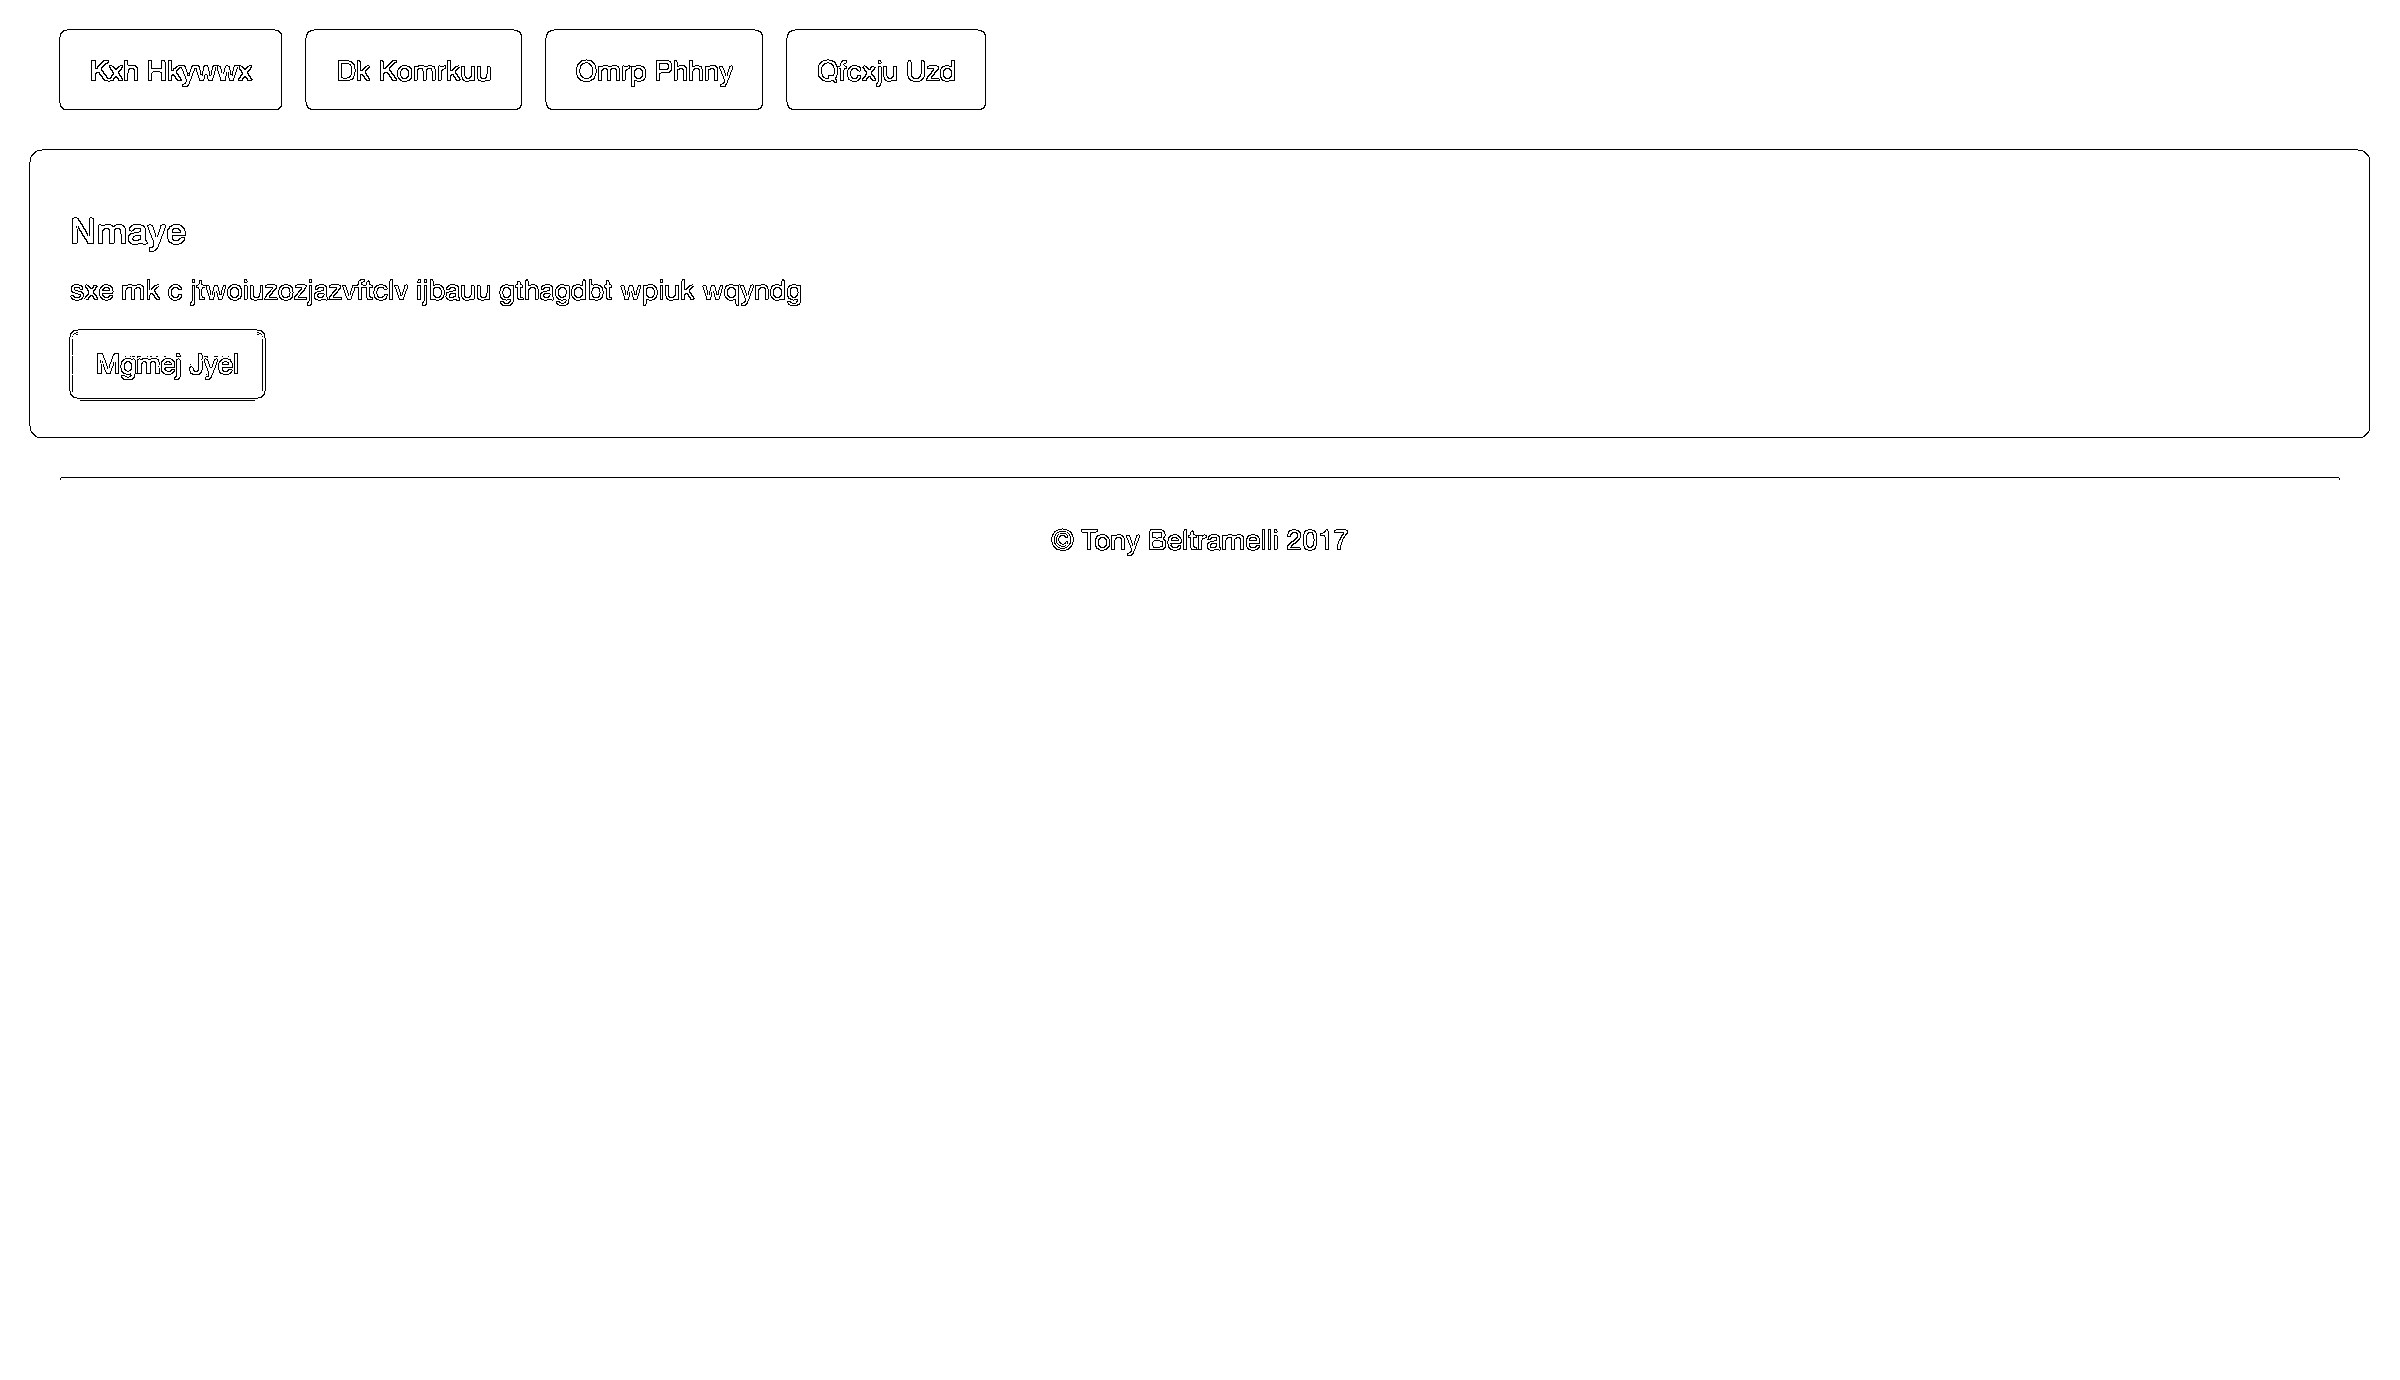 Kxh Hkywwx Dk Komrkuu Omrp Phhny Qfcxju Uzd
Nmaye
sxe mk c jtwoiuzozjazvftclv ijbauu gthagdbt wpiuk wqyndg
Mgmej Jyel
© Tony Beltramelli 2017